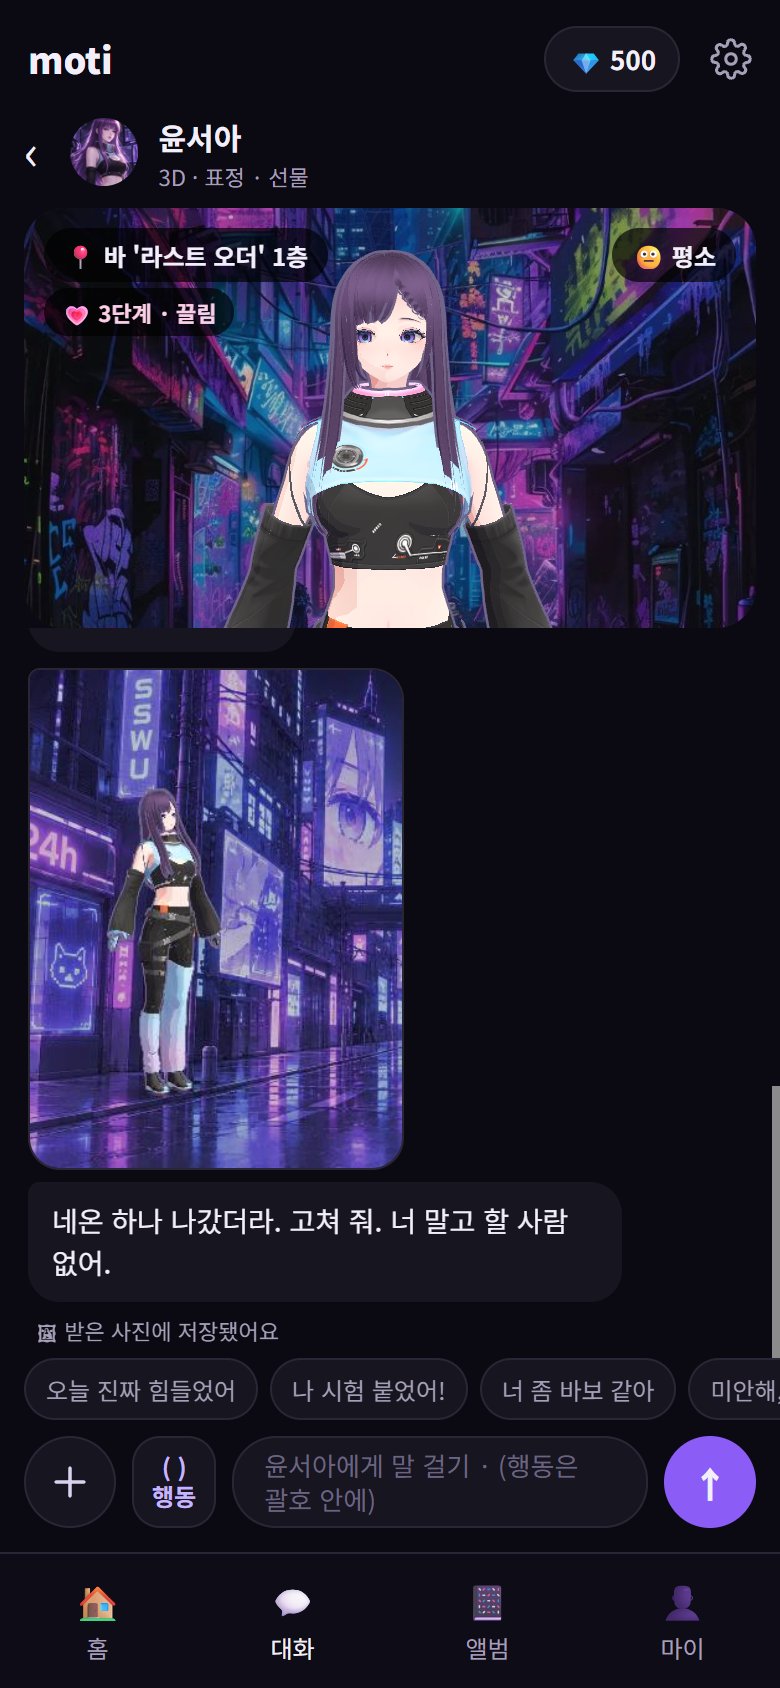 moti
500
윤서아
3D · 표정 · 선물
바 '라스트 오더' 1층
평소
3단계 · 끌림
SSWU
24h
네온 하나 나갔더라. 고쳐 줘. 너 말고 할 사람
없어.
받은 사진에 저장됐어요
오늘 진짜 힘들었어
나 시험 붙었어!
너 좀 바보 같아
미안해,
( )
행동
윤서아에게 말 걸기 · (행동은
괄호 안에)
홈
대화
앨범
마이